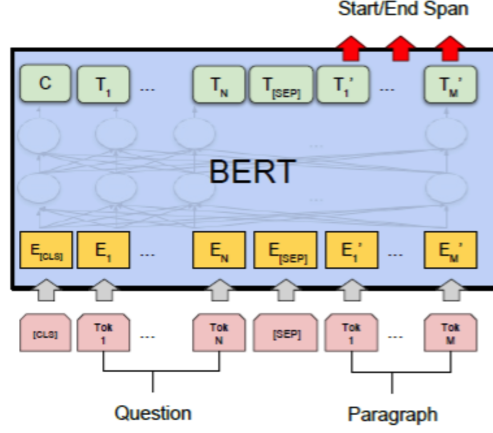 Start/End Span
C T1 ... TN T[SEP] T1' ... TM'
BERT
E[CLS] E1 ... EN E[SEP] E1' ... EM'
[CLS] Tok 1 ... Tok N [SEP] Tok 1 ... Tok M
Question Paragraph